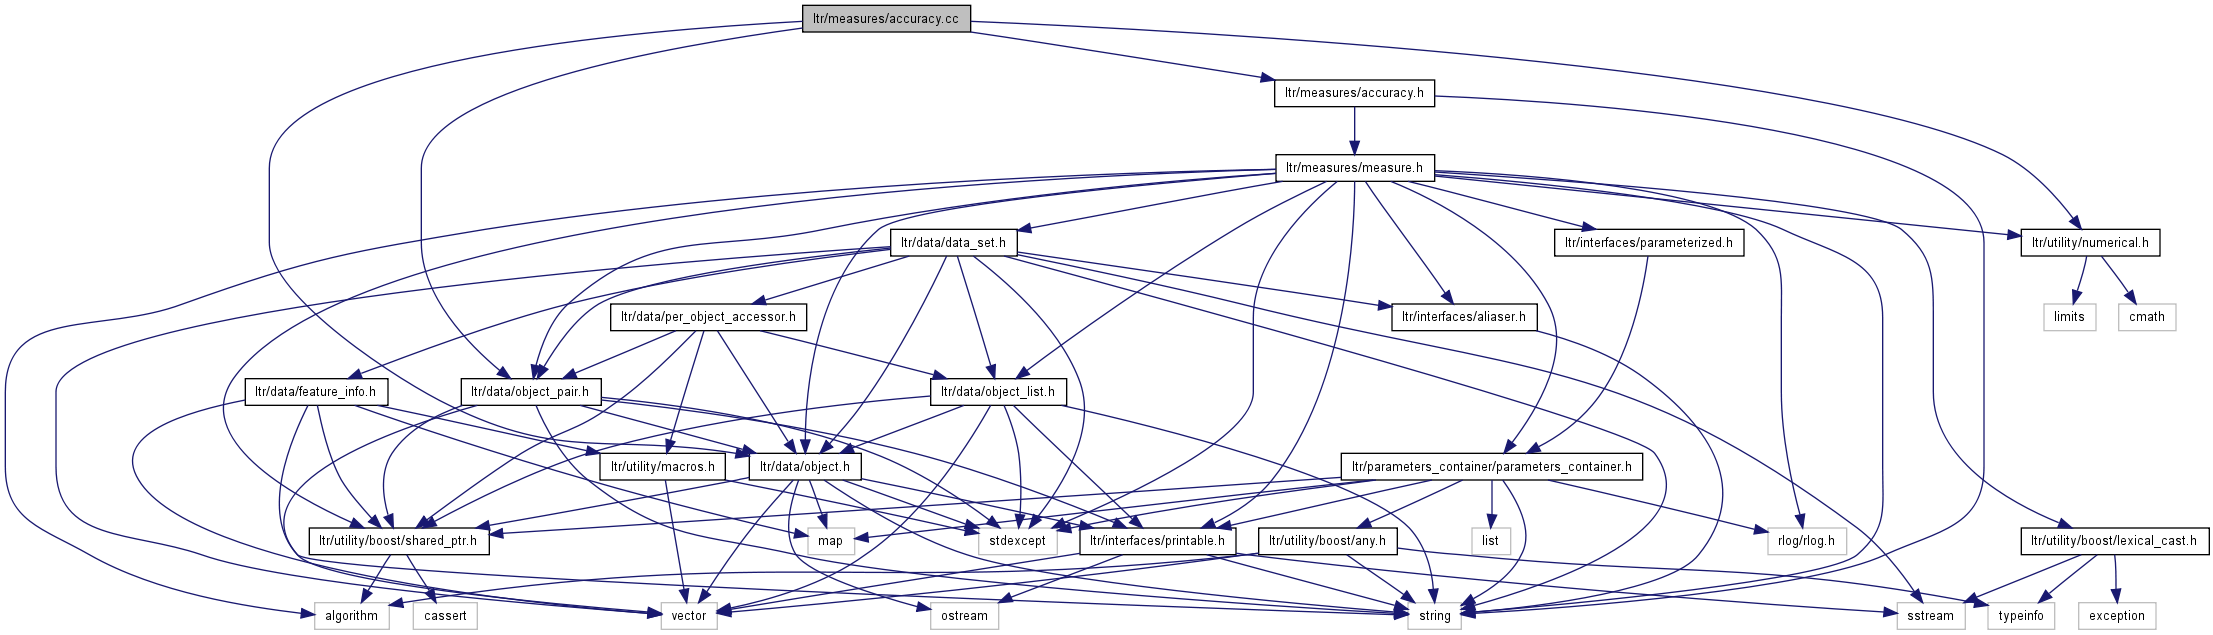 ltr/measures/accuracy.cc
ltr/measures/accuracy.h
ltr/measures/measure.h
ltr/data/data_set.h
ltr/interfaces/parameterized.h
ltr/utility/numerical.h
ltr/data/per_object_accessor.h
ltr/interfaces/aliaser.h
limits
cmath
ltr/data/feature_info.h
ltr/data/object_pair.h
ltr/data/object_list.h
ltr/utility/macros.h
ltr/data/object.h
ltr/parameters_container/parameters_container.h
ltr/utility/boost/shared_ptr.h
map
stdexcept
ltr/interfaces/printable.h
ltr/utility/boost/any.h
list
rlog/rlog.h
ltr/utility/boost/lexical_cast.h
algorithm
cassert
vector
ostream
string
sstream
typeinfo
exception